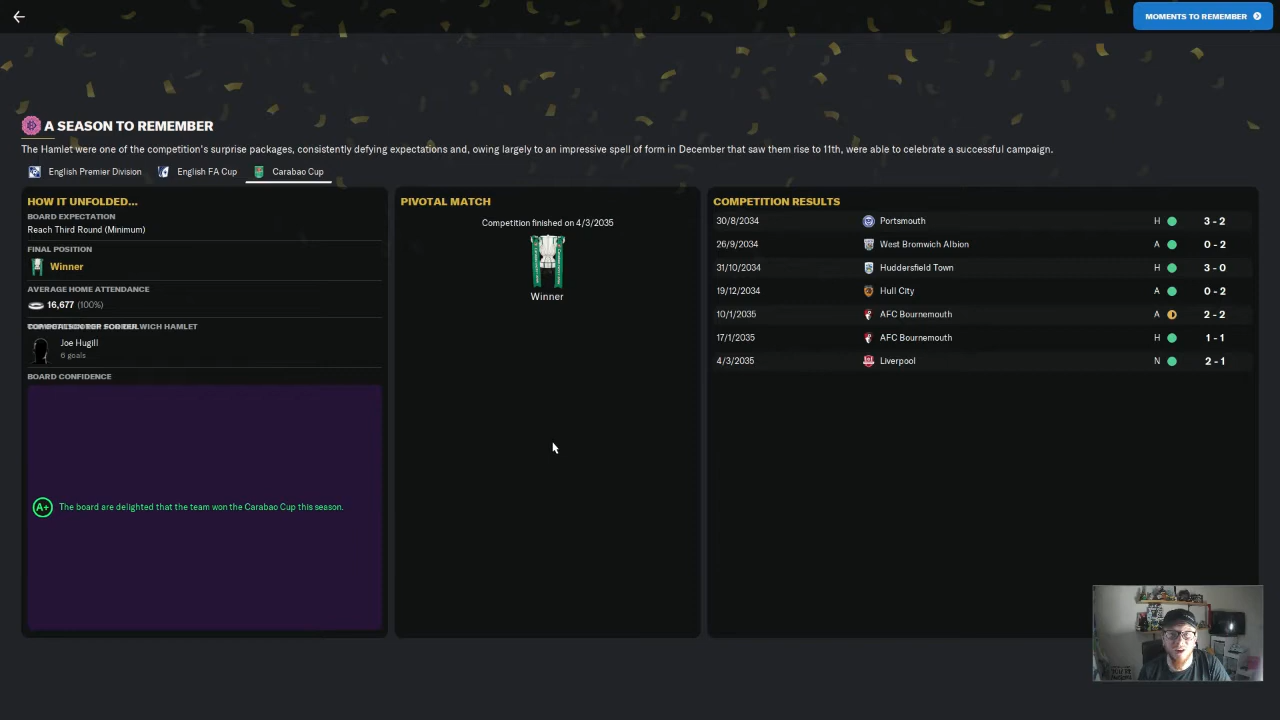 MOMENTS TO REMEMBER
A SEASON TO REMEMBER
The Hamlet were one of the competition's surprise packages, consistently defying expectations and, owing largely to an impressive spell of form in December that saw them rise to 11th, were able to celebrate a successful campaign.
English Premier Division English FA Cup Carabao Cup
HOW IT UNFOLDED...
BOARD EXPECTATION
Reach Third Round (Minimum)
FINAL POSITION
Winner
AVERAGE HOME ATTENDANCE
16,677 (100%)
WICH HAMLET
Joe Hugill
6 goals
BOARD CONFIDENCE
A+ The board are delighted that the team won the Carabao Cup this season.
PIVOTAL MATCH
Competition finished on 4/3/2035
Winner
COMPETITION RESULTS
30/8/2034 Portsmouth H 3 - 2
26/9/2034 West Bromwich Albion A 0 - 2
31/10/2034 Huddersfield Town H 3 - 0
19/12/2034 Hull City A 0 - 2
10/1/2035 AFC Bournemouth A 2 - 2
17/1/2035 AFC Bournemouth H 1 - 1
4/3/2035 Liverpool N 2 - 1